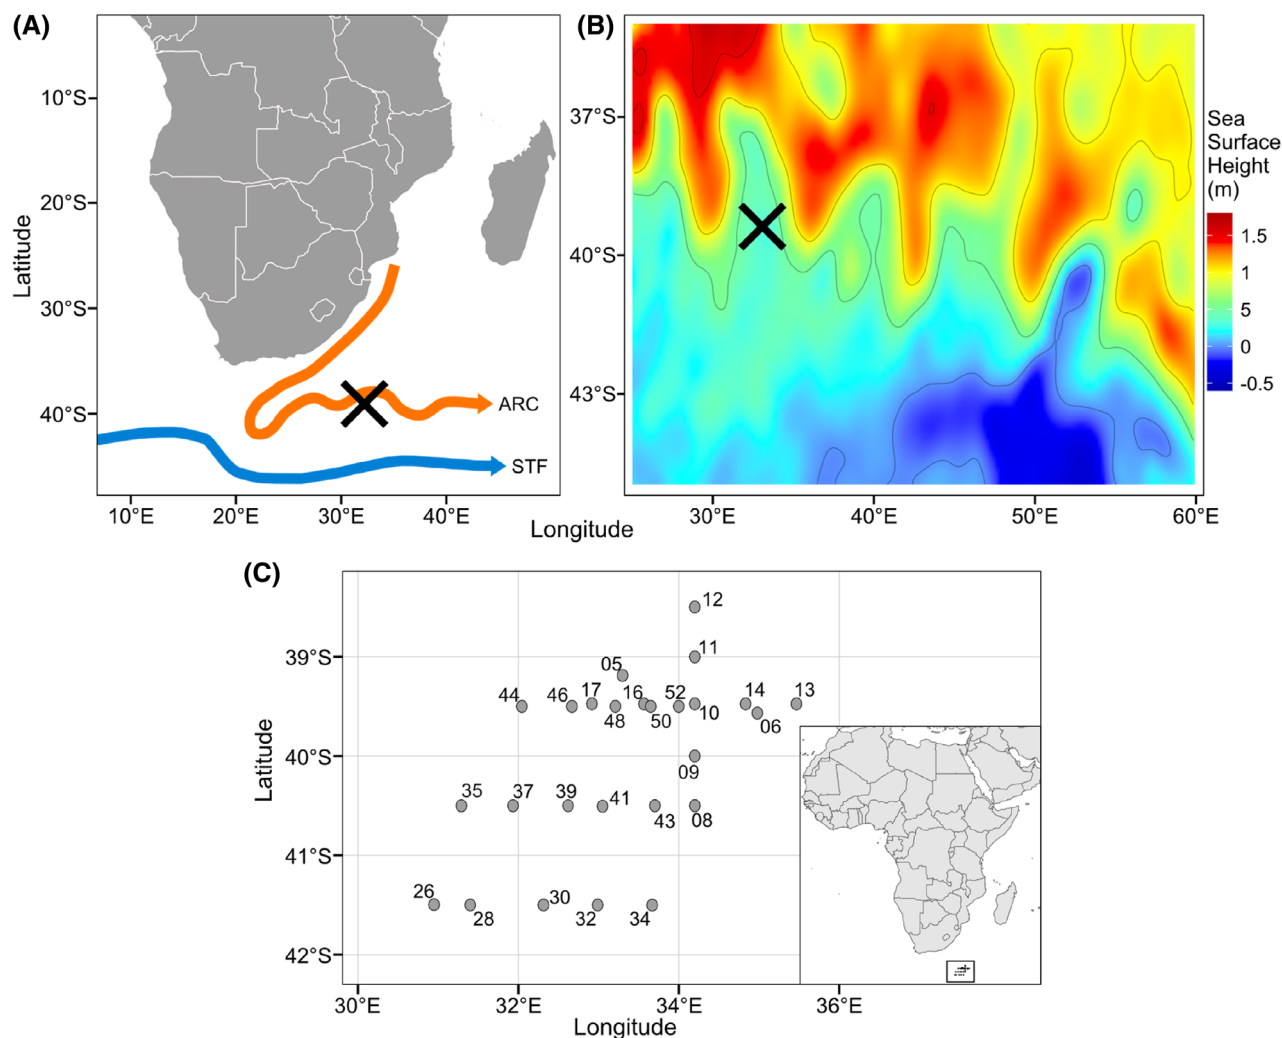 (A)
10°S
20°S
30°S
40°S
Latitude
ARC
STF
10°E 20°E 30°E 40°E
(B)
37°S
40°S
43°S
30°E 40°E 50°E 60°E
Longitude
Sea
Surface
Height
(m)
1.5
1
5
0
-0.5
(C)
39°S
40°S
41°S
42°S
Latitude
12
11
05
44 46 17 16 52 14 13
48 50 10 06
09
35 37 39 41 43 08
26 28 30 32 34
30°E 32°E 34°E 36°E
Longitude